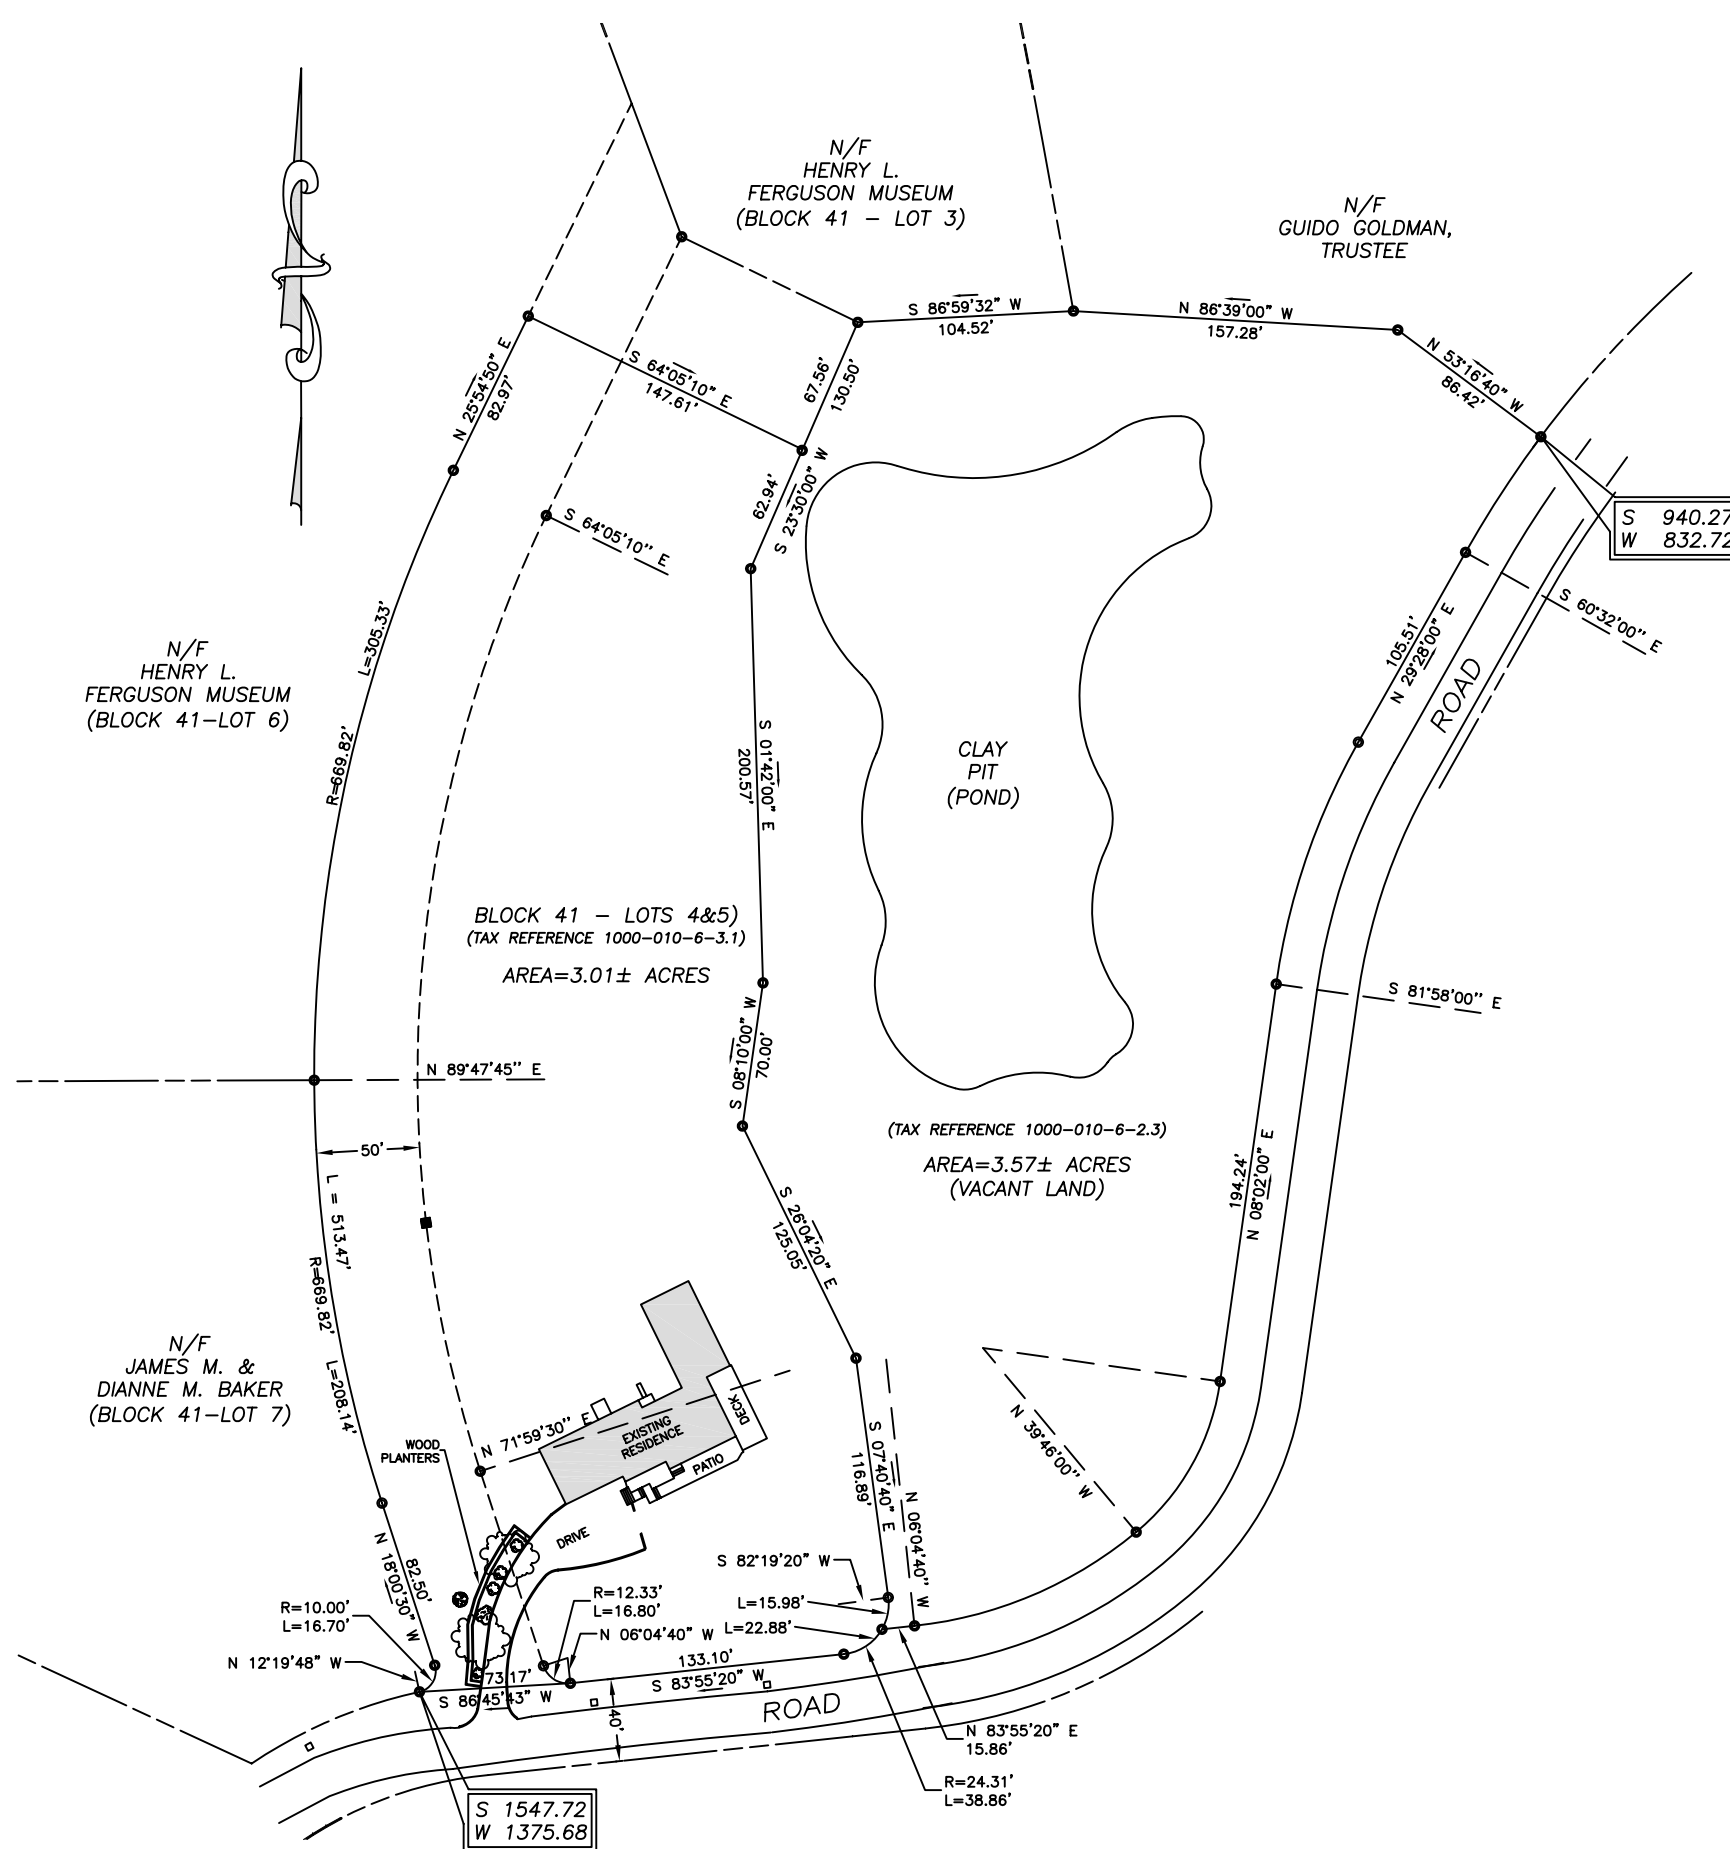 N/F
HENRY L.
FERGUSON MUSEUM
(BLOCK 41 – LOT 3)
N/F
GUIDO GOLDMAN,
TRUSTEE
S 86°59'32" W
104.52'
N 86°39'00" W
157.28'
N 53°16'40" W
86.42'
N 25°54'50" E
82.97'
S 64°05'10" E
147.61'
67.56'
130.50'
62.94'
S 23°30'00" W
S 64°05'10" E
S 940.27
W 832.72
S 60°32'00" E
105.51'
N 29°28'00" E
ROAD
N/F
HENRY L.
FERGUSON MUSEUM
(BLOCK 41–LOT 6)
L=305.33'
R=669.82'
S 01°42'00" E
200.57'
CLAY
PIT
(POND)
BLOCK 41 – LOTS 4&5)
(TAX REFERENCE 1000-010-6-3.1)
AREA=3.01± ACRES
S 81°58'00" E
S 08°10'00" W
70.00'
N 89°47'45" E
50'
(TAX REFERENCE 1000-010-6-2.3)
AREA=3.57± ACRES
(VACANT LAND)
194.24'
N 08°02'00" E
L = 513.47'
R=669.82'
L=208.14'
S 26°04'20" E
125.05'
N/F
JAMES M. &
DIANNE M. BAKER
(BLOCK 41–LOT 7)
WOOD
PLANTERS
N 71°59'30" E
EXISTING
RESIDENCE
DECK
PATIO
DRIVE
N 39°46'00" W
S 07°40'40" E
116.89'
N 06°04'40" W
N 18°00'30" W
82.50'
S 82°19'20" W
R=10.00'
L=16.70'
R=12.33'
L=16.80'
L=15.98'
L=22.88'
N 06°04'40" W
N 12°19'48" W
73.17'
S 86°45'43" W
133.10'
S 83°55'20" W
40'
ROAD
N 83°55'20" E
15.86'
R=24.31'
L=38.86'
S 1547.72
W 1375.68